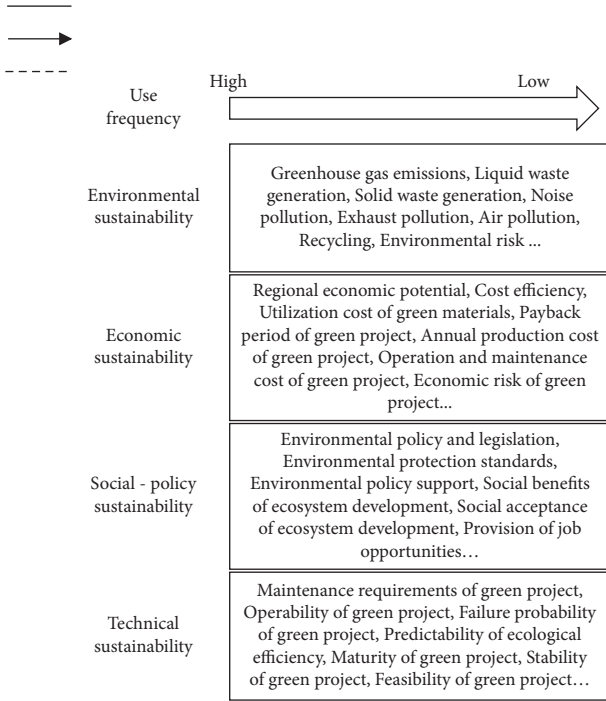 High
Low
Use
frequency
Environmental
sustainability
Greenhouse gas emissions, Liquid waste
generation, Solid waste generation, Noise
pollution, Exhaust pollution, Air pollution,
Recycling, Environmental risk ...
Economic
sustainability
Regional economic potential, Cost efficiency,
Utilization cost of green materials, Payback
period of green project, Annual production cost
of green project, Operation and maintenance
cost of green project, Economic risk of green
project...
Social - policy
sustainability
Environmental policy and legislation,
Environmental protection standards,
Environmental policy support, Social benefits
of ecosystem development, Social acceptance
of ecosystem development, Provision of job
opportunities…
Technical
sustainability
Maintenance requirements of green project,
Operability of green project, Failure probability
of green project, Predictability of ecological
efficiency, Maturity of green project, Stability
of green project, Feasibility of green project…